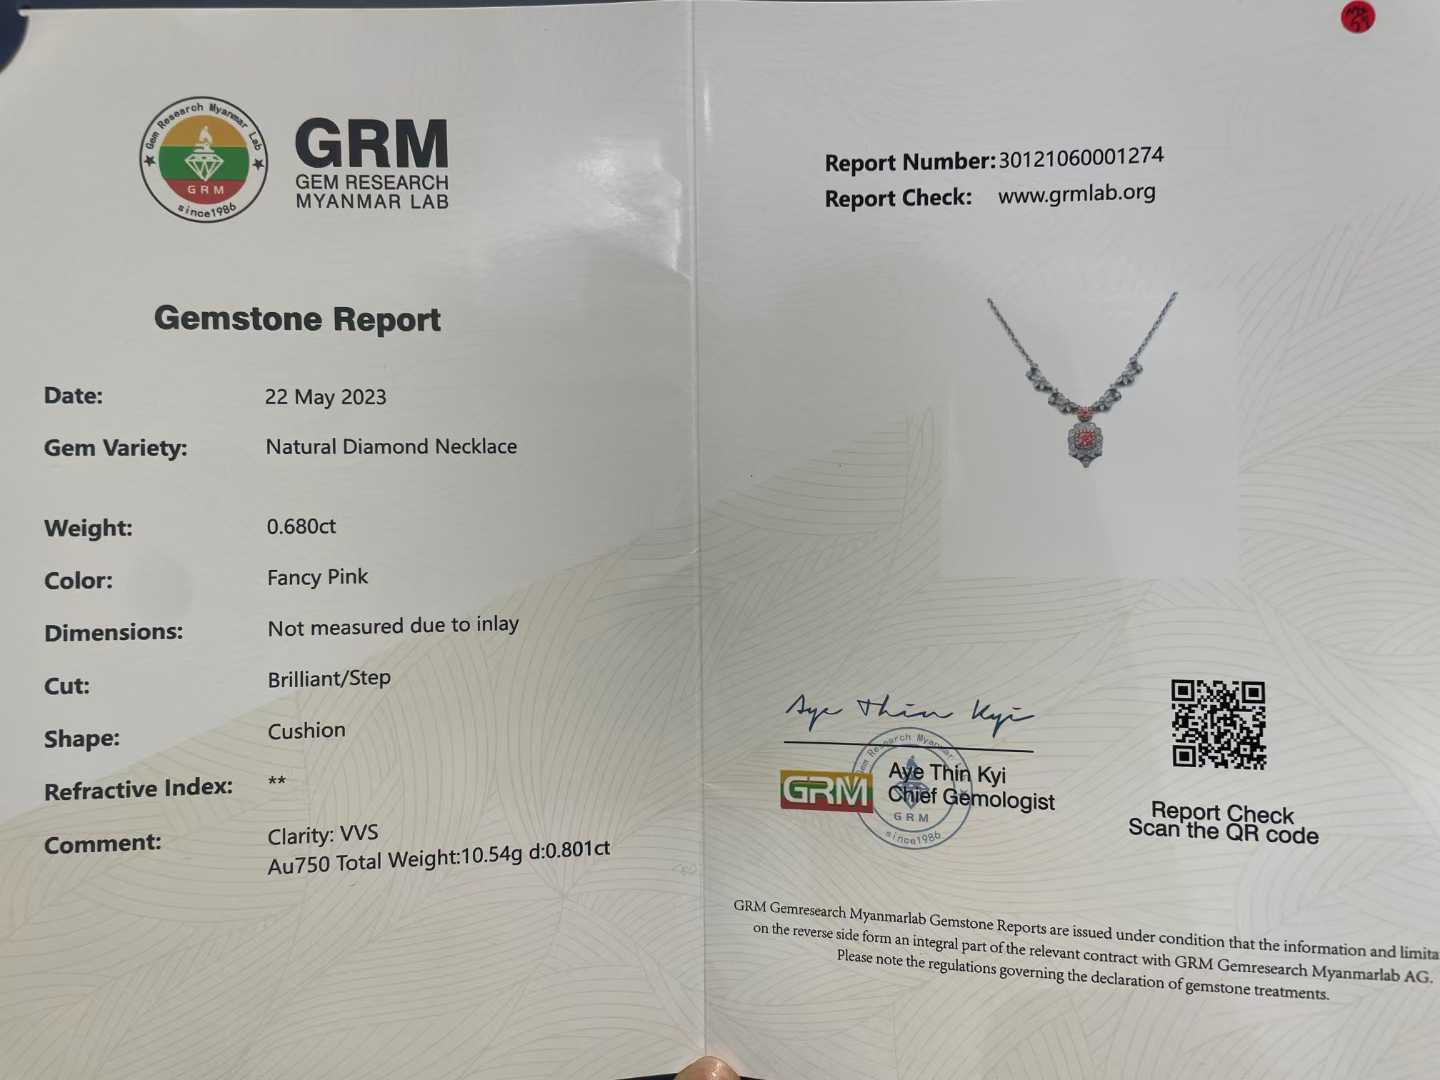 Gem Research Myanmar Lab
GRM
since1986
GRM
GEM RESEARCH
MYANMAR LAB
Gemstone Report
Date: 22 May 2023
Gem Variety: Natural Diamond Necklace
Weight: 0.680ct
Color: Fancy Pink
Dimensions: Not measured due to inlay
Cut: Brilliant/Step
Shape: Cushion
Refractive Index: **
Comment: Clarity: VVS
Au750 Total Weight:10.54g d:0.801ct
Report Number:30121060001274
Report Check: www.grmlab.org
Aye Thin Kyi
GRM
Aye Thin Kyi
Chief Gemologist
Gem Research Myanmar
GRM
since1986
Report Check
Scan the QR code
GRM Gemresearch Myanmarlab Gemstone Reports are issued under condition that the information and limita
on the reverse side form an integral part of the relevant contract with GRM Gemresearch Myanmarlab AG.
Please note the regulations governing the declaration of gemstone treatments.